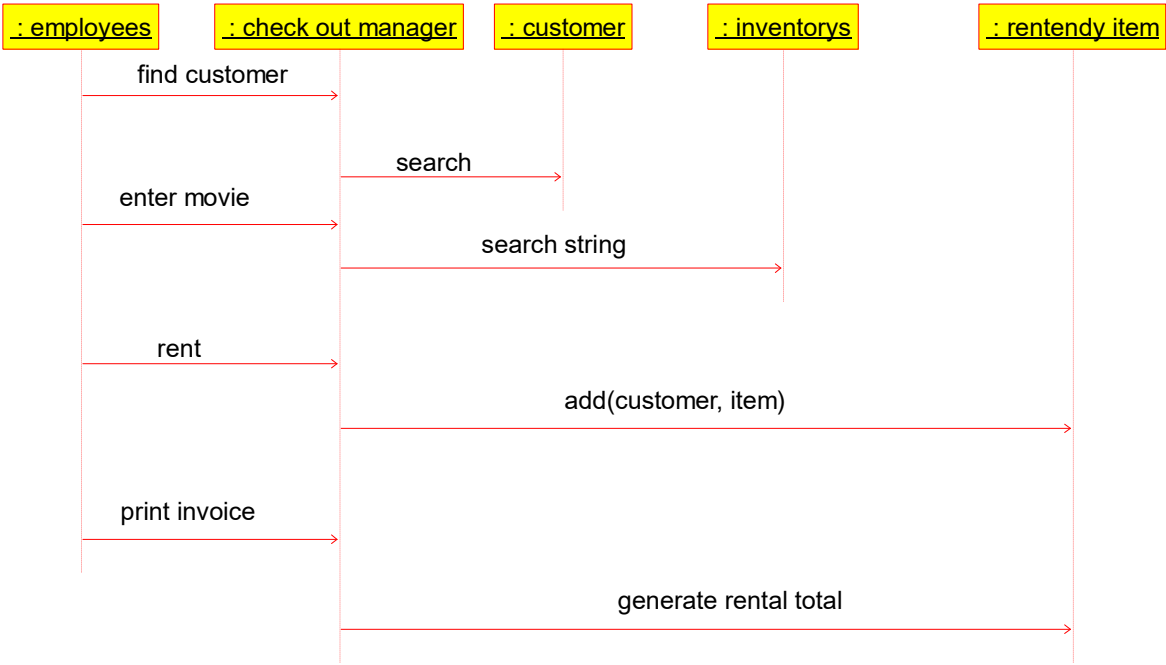 : employees
: check out manager
: customer
: inventorys
: rentendy item
find customer
search
enter movie
search string
rent
add(customer, item)
print invoice
generate rental total